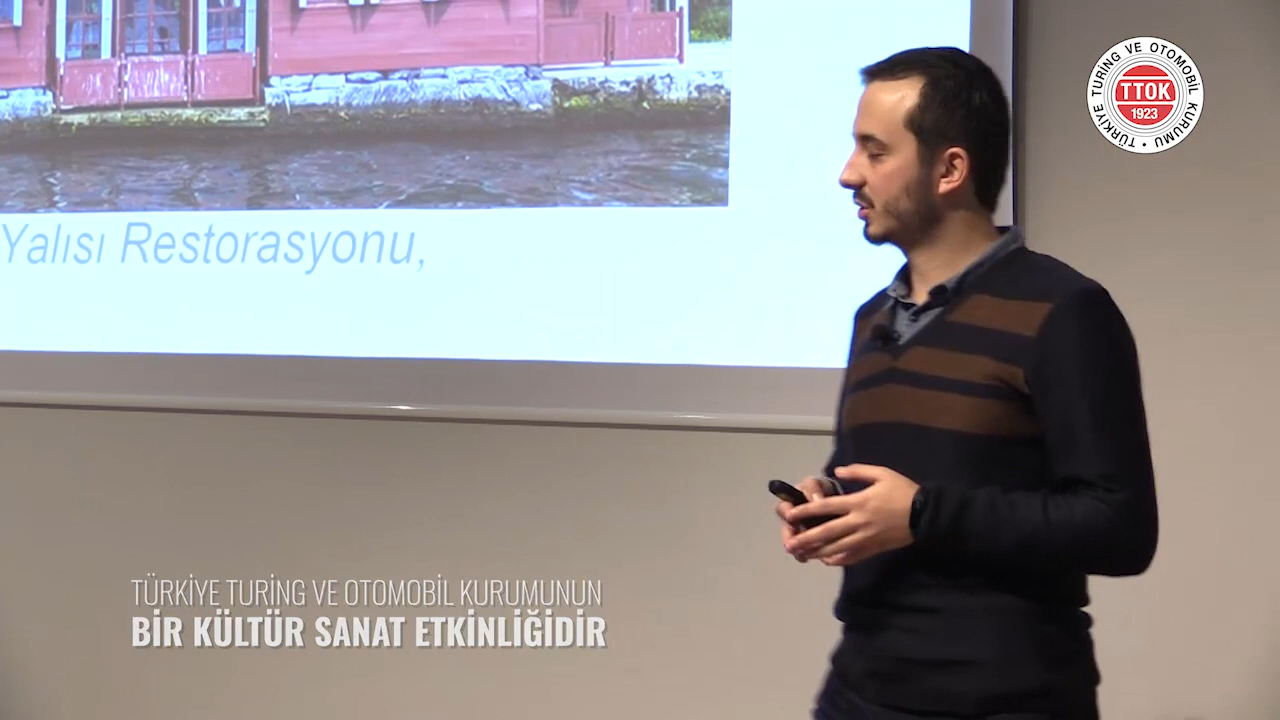 TÜRKİYE TURİNG VE OTOMOBİL KURUMU •
TTOK
1923
Yalısı Restorasyonu,
TÜRKİYE TURİNG VE OTOMOBİL KURUMUNUN
BİR KÜLTÜR SANAT ETKİNLİĞİDİR